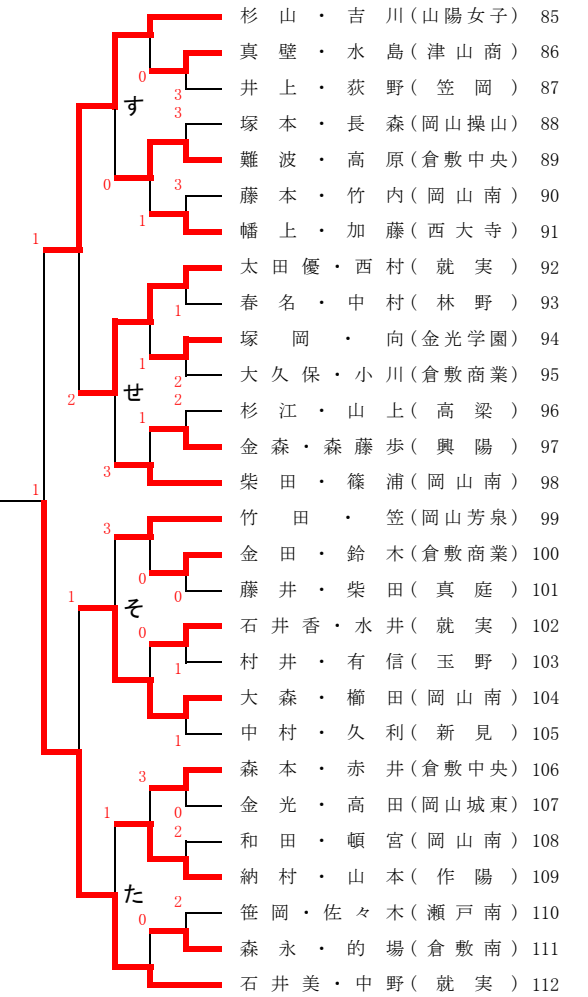 杉山・吉川(山陽女子) 85
0
真壁・水島(津山商) 86
す
3
井上・荻野(笠岡) 87
3
塚本・長森(岡山操山) 88
難波・高原(倉敷中央) 89
0
3
藤本・竹内(岡山南) 90
1
幡上・加藤(西大寺) 91
1
太田優・西村(就実) 92
1
春名・中村(林野) 93
塚岡・向(金光学園) 94
1
2
大久保・小川(倉敷商業) 95
せ
2
2
1
杉江・山上(高梁) 96
金森・森藤歩(興陽) 97
3
柴田・篠浦(岡山南) 98
1
竹田・笠(岡山芳泉) 99
3
金田・鈴木(倉敷商業) 100
0
0
藤井・柴田(真庭) 101
1
そ
石井香・水井(就実) 102
0
1
村井・有信(玉野) 103
大森・櫛田(岡山南) 104
1
中村・久利(新見) 105
森本・赤井(倉敷中央) 106
3
0
金光・高田(岡山城東) 107
1
2
和田・頓宮(岡山南) 108
納村・山本(作陽) 109
た
2
笹岡・佐々木(瀬戸南) 110
0
森永・的場(倉敷南) 111
石井美・中野(就実) 112